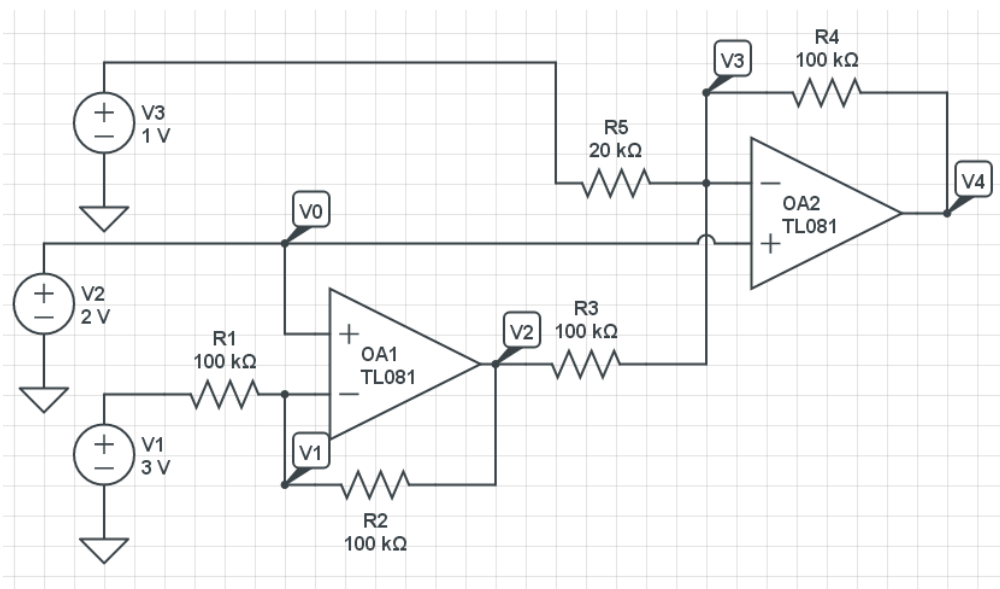 R4
100 kΩ
V3
V3
1 V
R5
20 kΩ
V4
OA2
TL081
V0
V2
2 V
R3
100 kΩ
V2
R1
100 kΩ
OA1
TL081
V1
V1
3 V
R2
100 kΩ